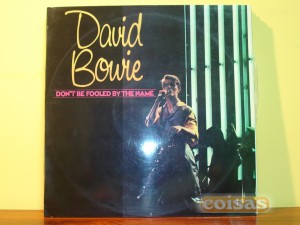 David
Bowie
DON'T BE FOOLED BY THE NAME
coisas